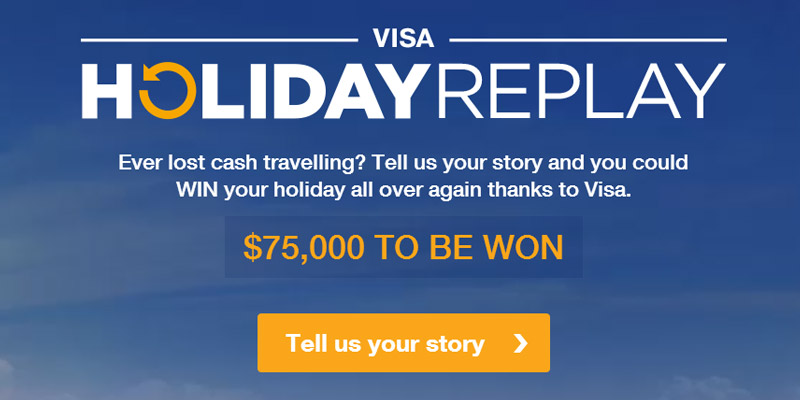 VISA
HOLIDAYREPLAY
Ever lost cash travelling? Tell us your story and you could
WIN your holiday all over again thanks to Visa.
$75,000 TO BE WON
Tell us your story